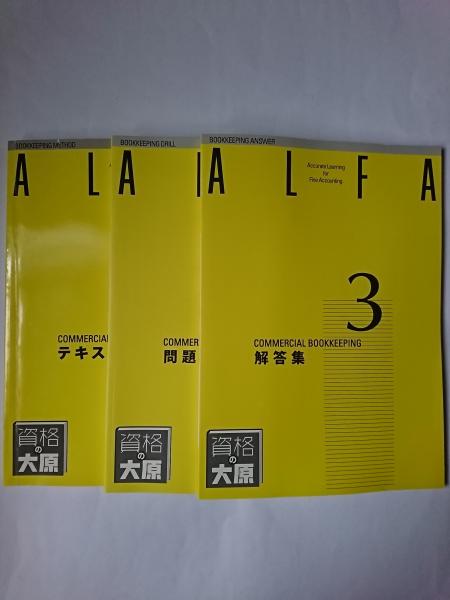 BOOKKEEPING METHOD
A L
COMMERCIAL
テキス
資格
の
大原
BOOKKEEPING DRILL
A
COMMER
問題
資格
の
大原
BOOKKEEPING ANSWER
A L F A
Accurate Learning
for
Fine Accounting.
3
COMMERCIAL BOOKKEEPING
解答集
資格
の
大原